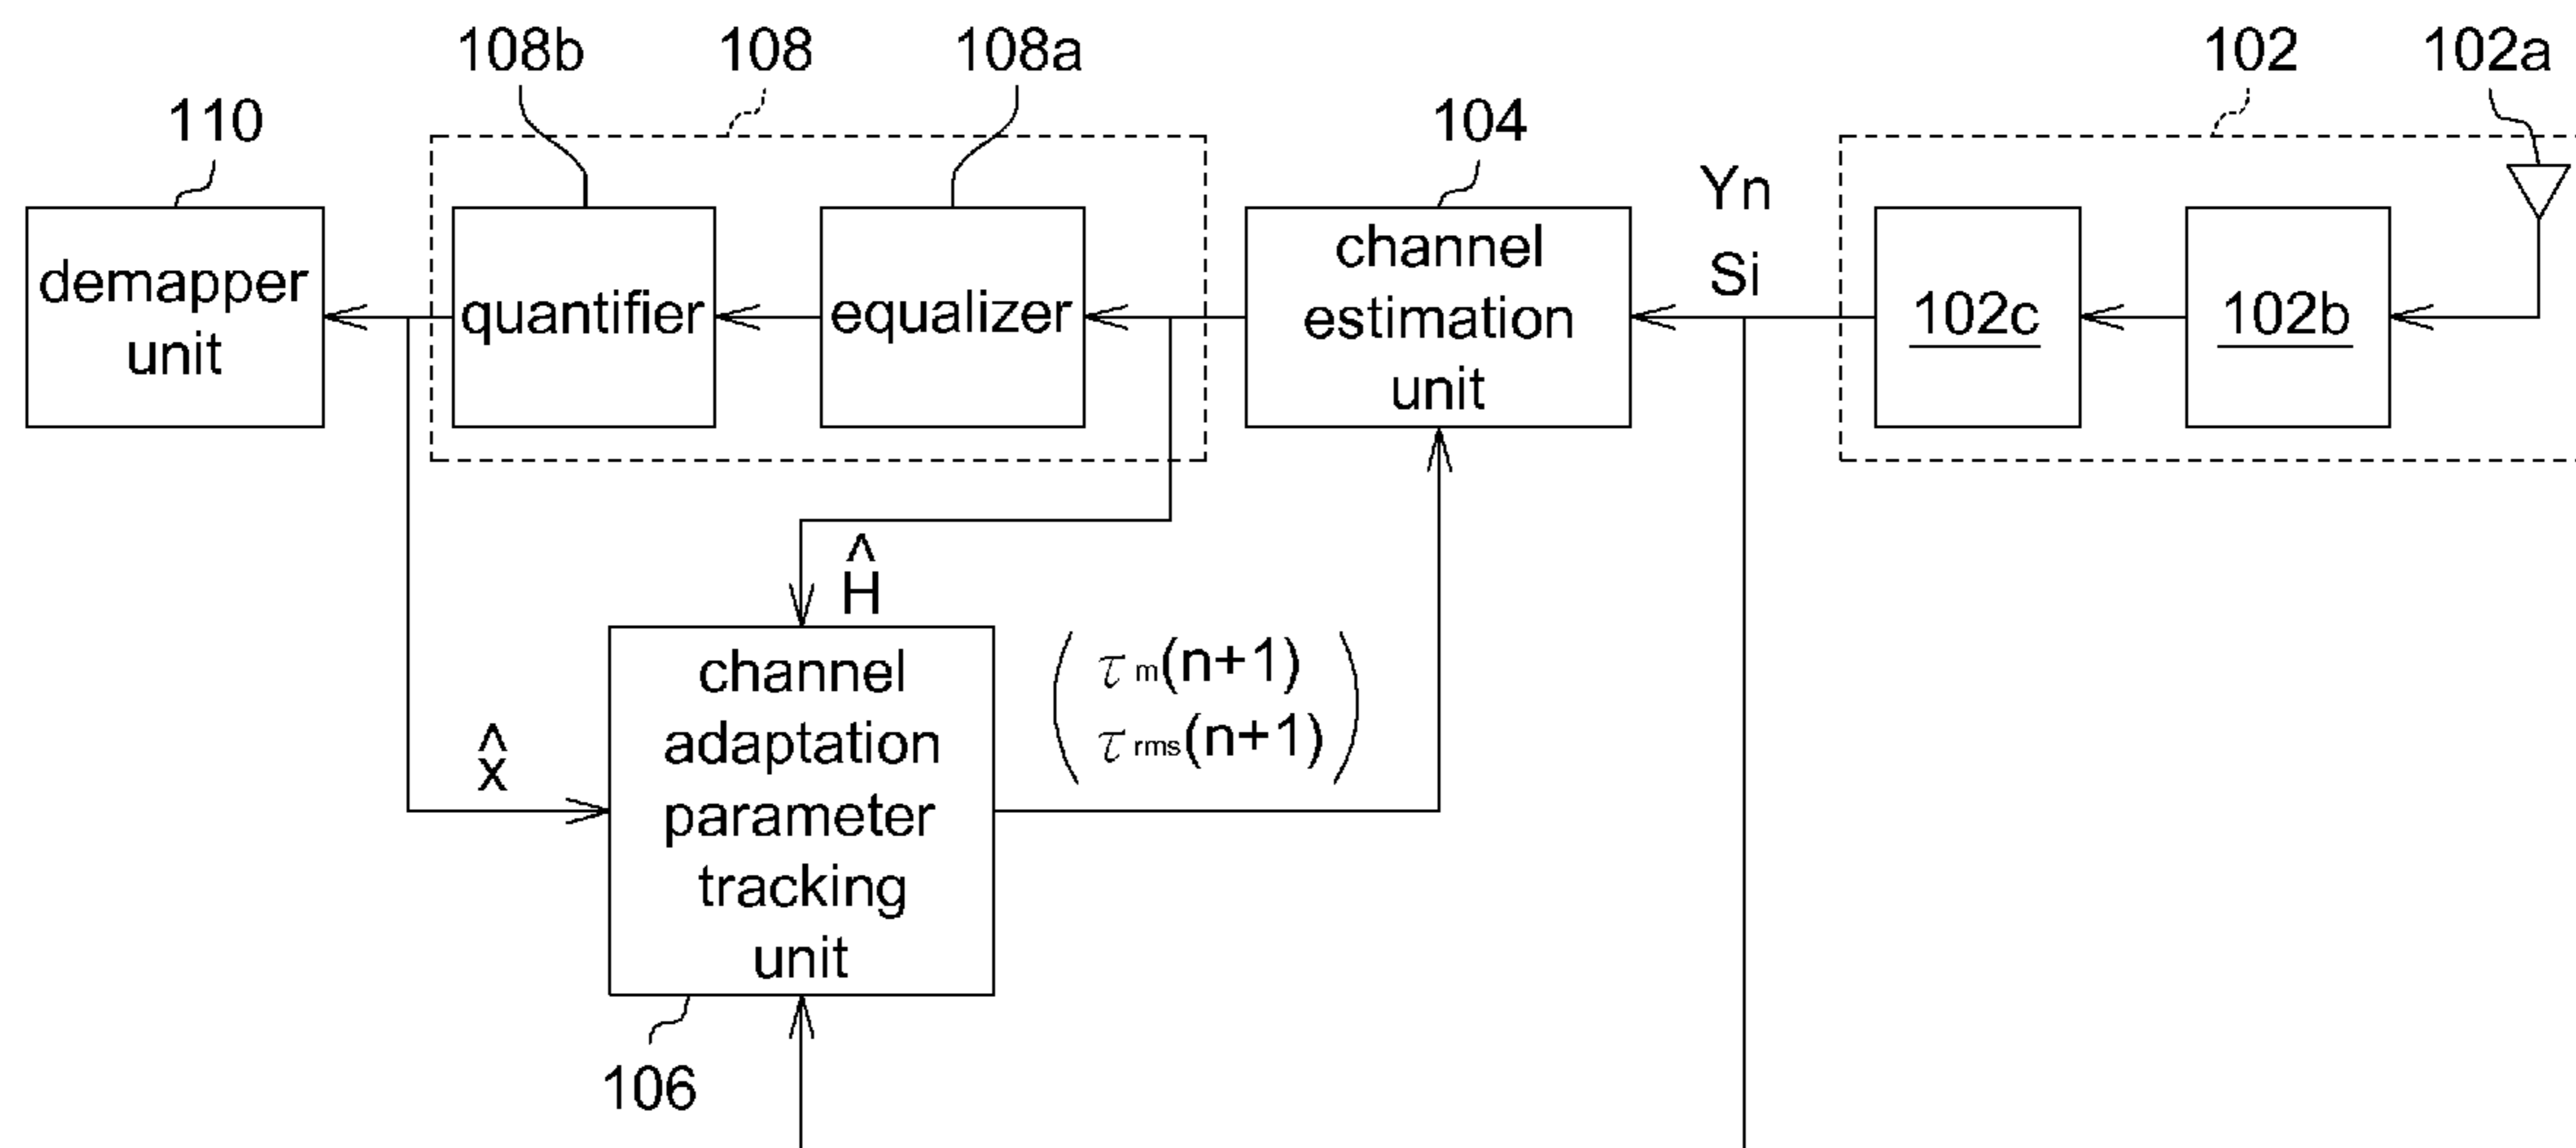 108b
108
108a
102
102a
110
104
demapper
unit
quantifier
equalizer
channel
estimation
unit
Yn
Si
102c
102b
Ĥ
x̂
channel
adaptation
parameter
tracking
unit
τm(n+1)
τrms(n+1)
106